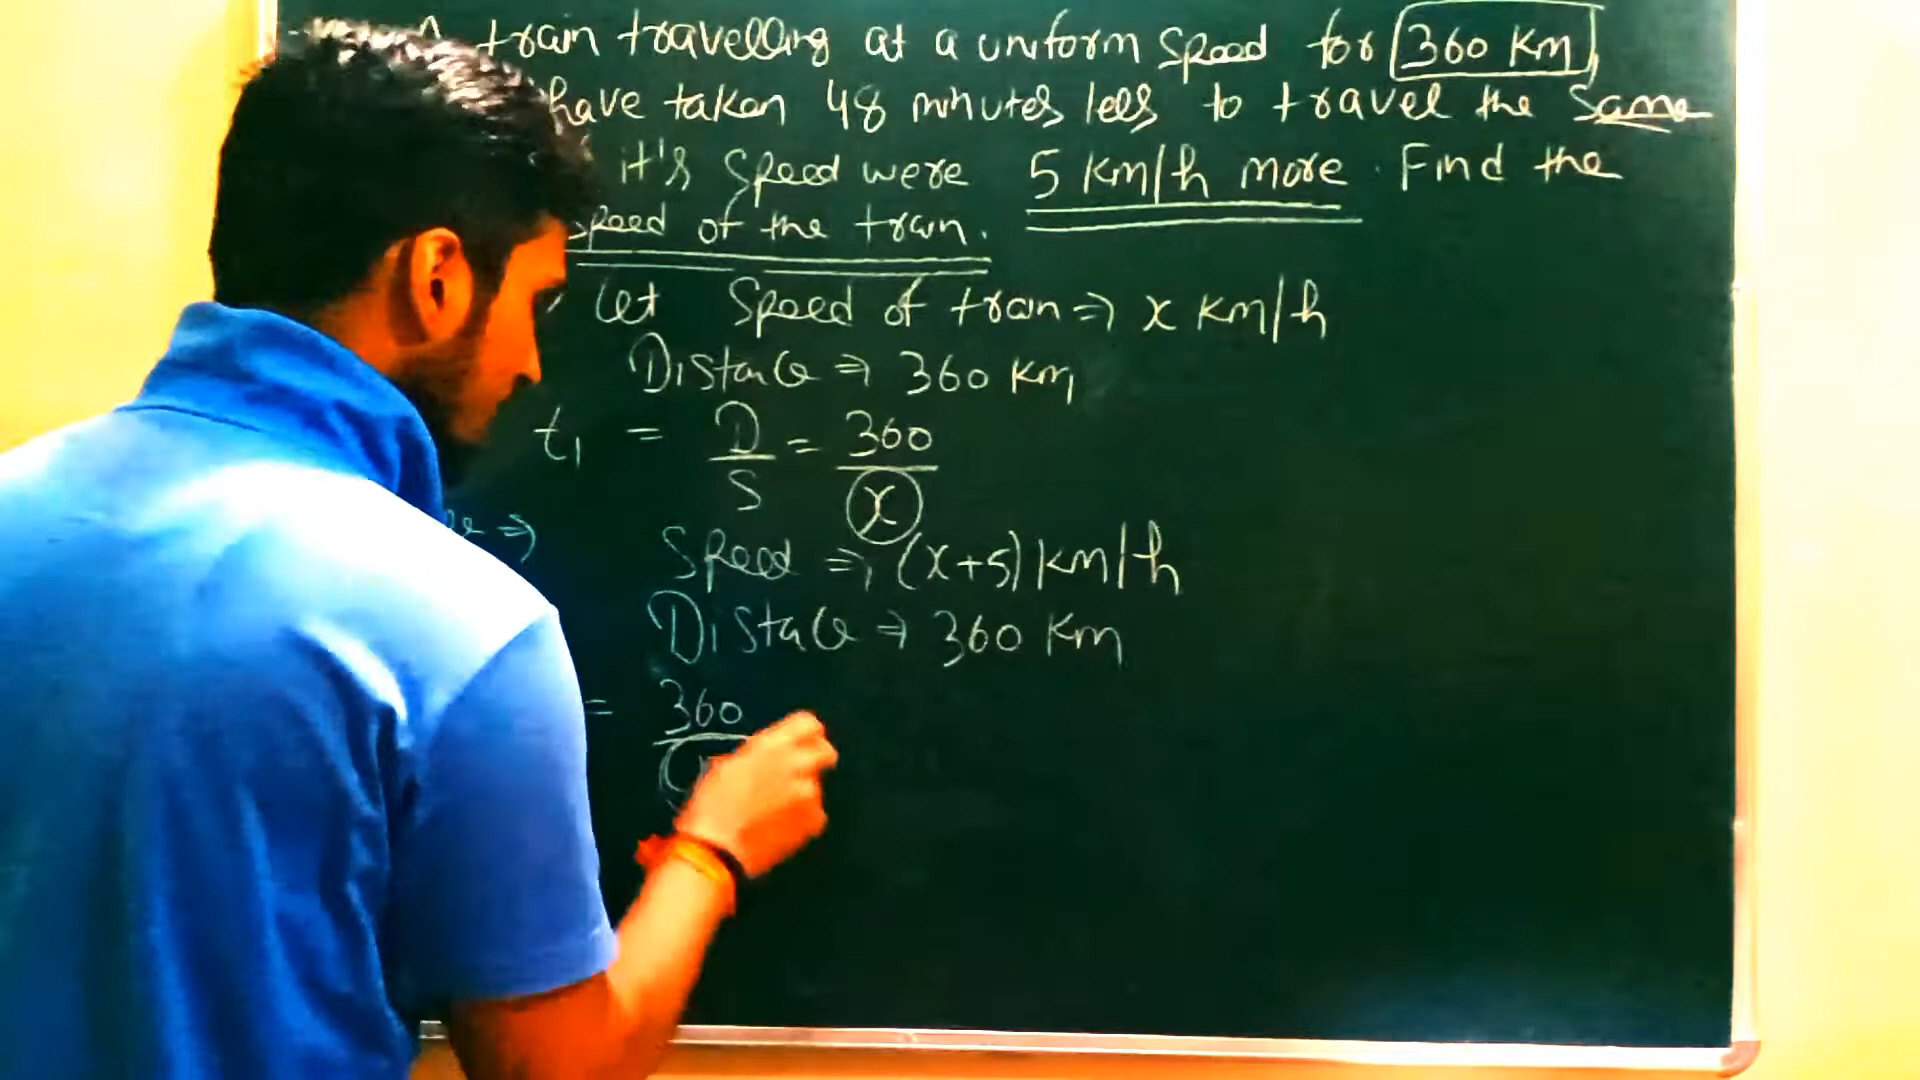 A train travelling at a uniform speed for 360 km,
have taken 48 minutes less to travel the same
it's speed were 5 km/h more. Find the
speed of the train.
Let Speed of train ⇒ x km/h
Distance ⇒ 360 km
t₁ = D/S = 360/x
⇒ Speed ⇒ (x+5) km/h
Distance ⇒ 360 km
= 360/(